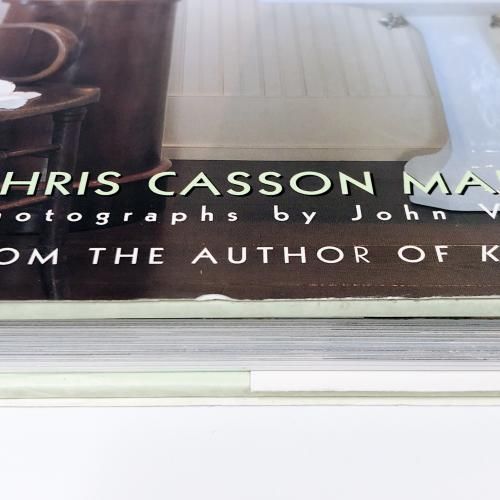 HRIS CASSON MA
hotographs by John V
OM THE AUTHOR OF K